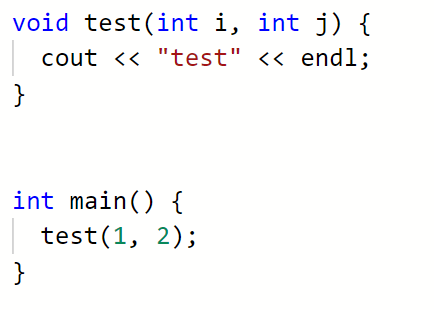 void test(int i, int j) {
  cout << "test" << endl;
}
int main() {
  test(1, 2);
}